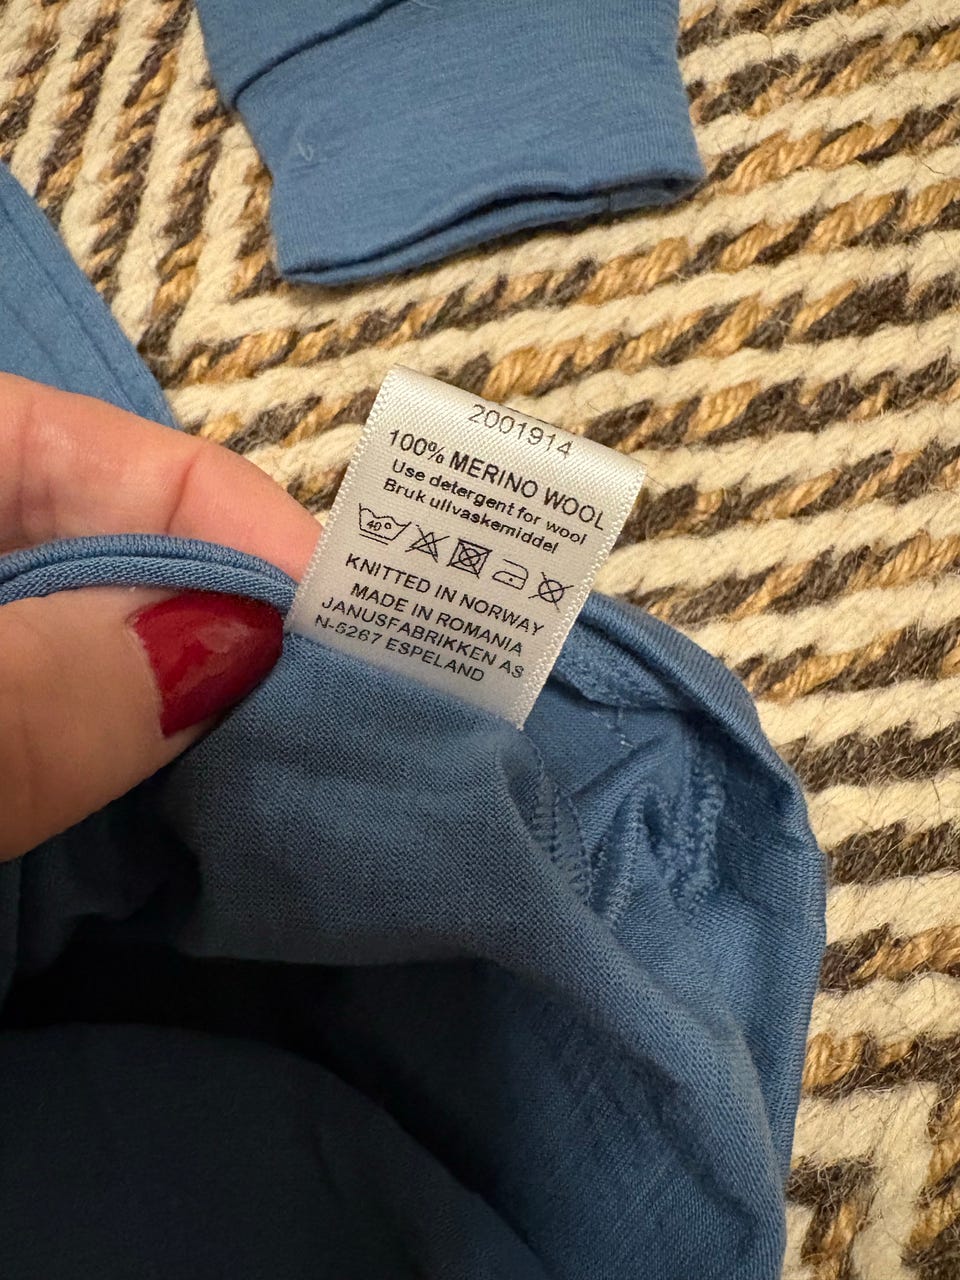 2001914
100% MERINO WOOL
Use detergent for wool
Bruk ullvaskemiddel
40°
KNITTED IN NORWAY
MADE IN ROMANIA
JANUSFABRIKKEN AS
N-5267 ESPELAND